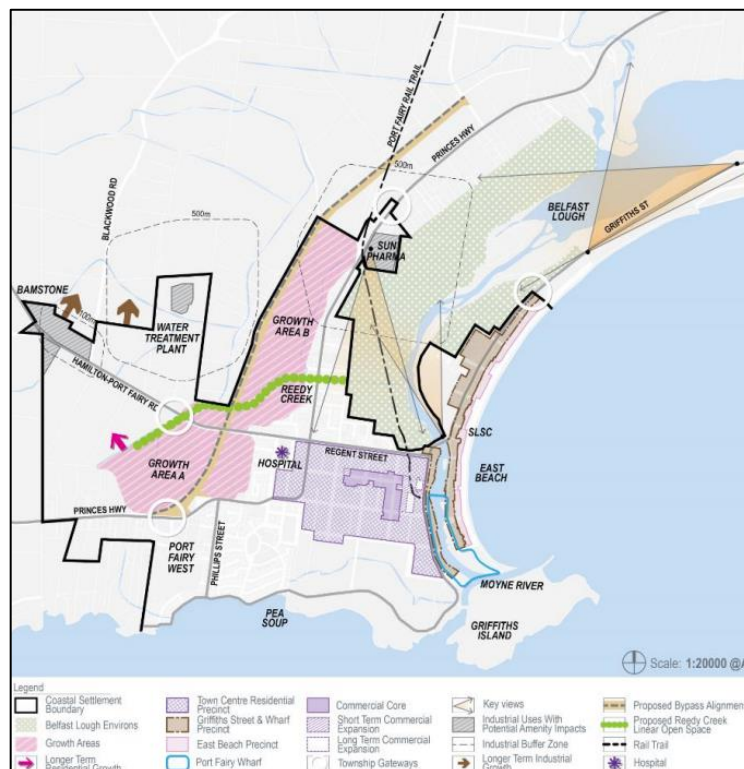 PORT FAIRY RAIL TRAIL
PRINCES HWY
500m
BLACKWOOD RD
500m
BELFAST
LOUGH
GRIFFITHS ST
SUN
PHARMA
BAMSTONE
WATER
TREATMENT
PLANT
GROWTH
AREA B
HAMILTON-PORT FAIRY RD
REEDY
CREEK
GROWTH
AREA A
HOSPITAL
REGENT STREET
SLSC
EAST
BEACH
PRINCES HWY
PORT
FAIRY
WEST
PHILLIPS STREET
PEA
SOUP
MOYNE RIVER
GRIFFITHS
ISLAND
Scale: 1:20000 @A
Legend
Coastal Settlement
Boundary
Belfast Lough Environs
Growth Areas
Longer Term
Residential Growth
Town Centre Residential
Precinct
Griffiths Street & Wharf
Precinct
East Beach Precinct
Port Fairy Wharf
Commercial Core
Short Term Commercial
Expansion
Long Term Commercial
Expansion
Township Gateways
Key views
Industrial Uses With
Potential Amenity Impacts
Industrial Buffer Zone
Longer Term Industrial
Growth
Proposed Bypass Alignment
Proposed Reedy Creek
Linear Open Space
Rail Trail
Hospital